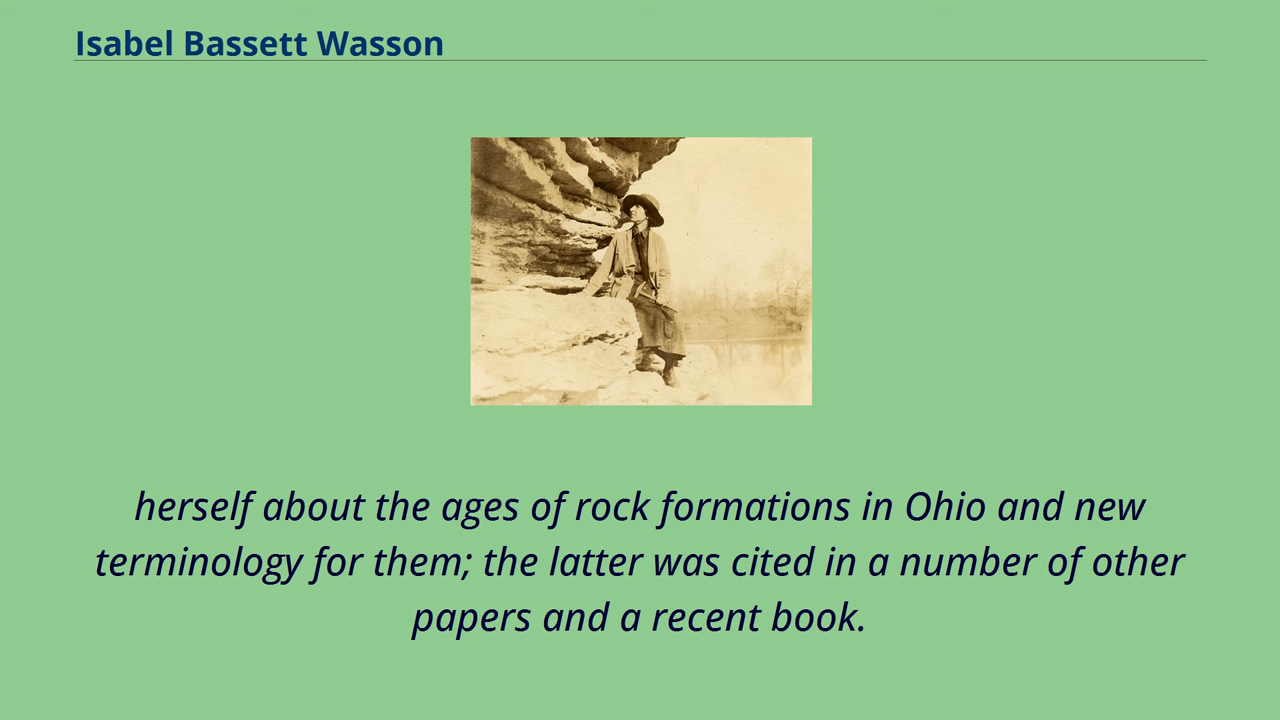 Isabel Bassett Wasson
herself about the ages of rock formations in Ohio and new
terminology for them; the latter was cited in a number of other
papers and a recent book.